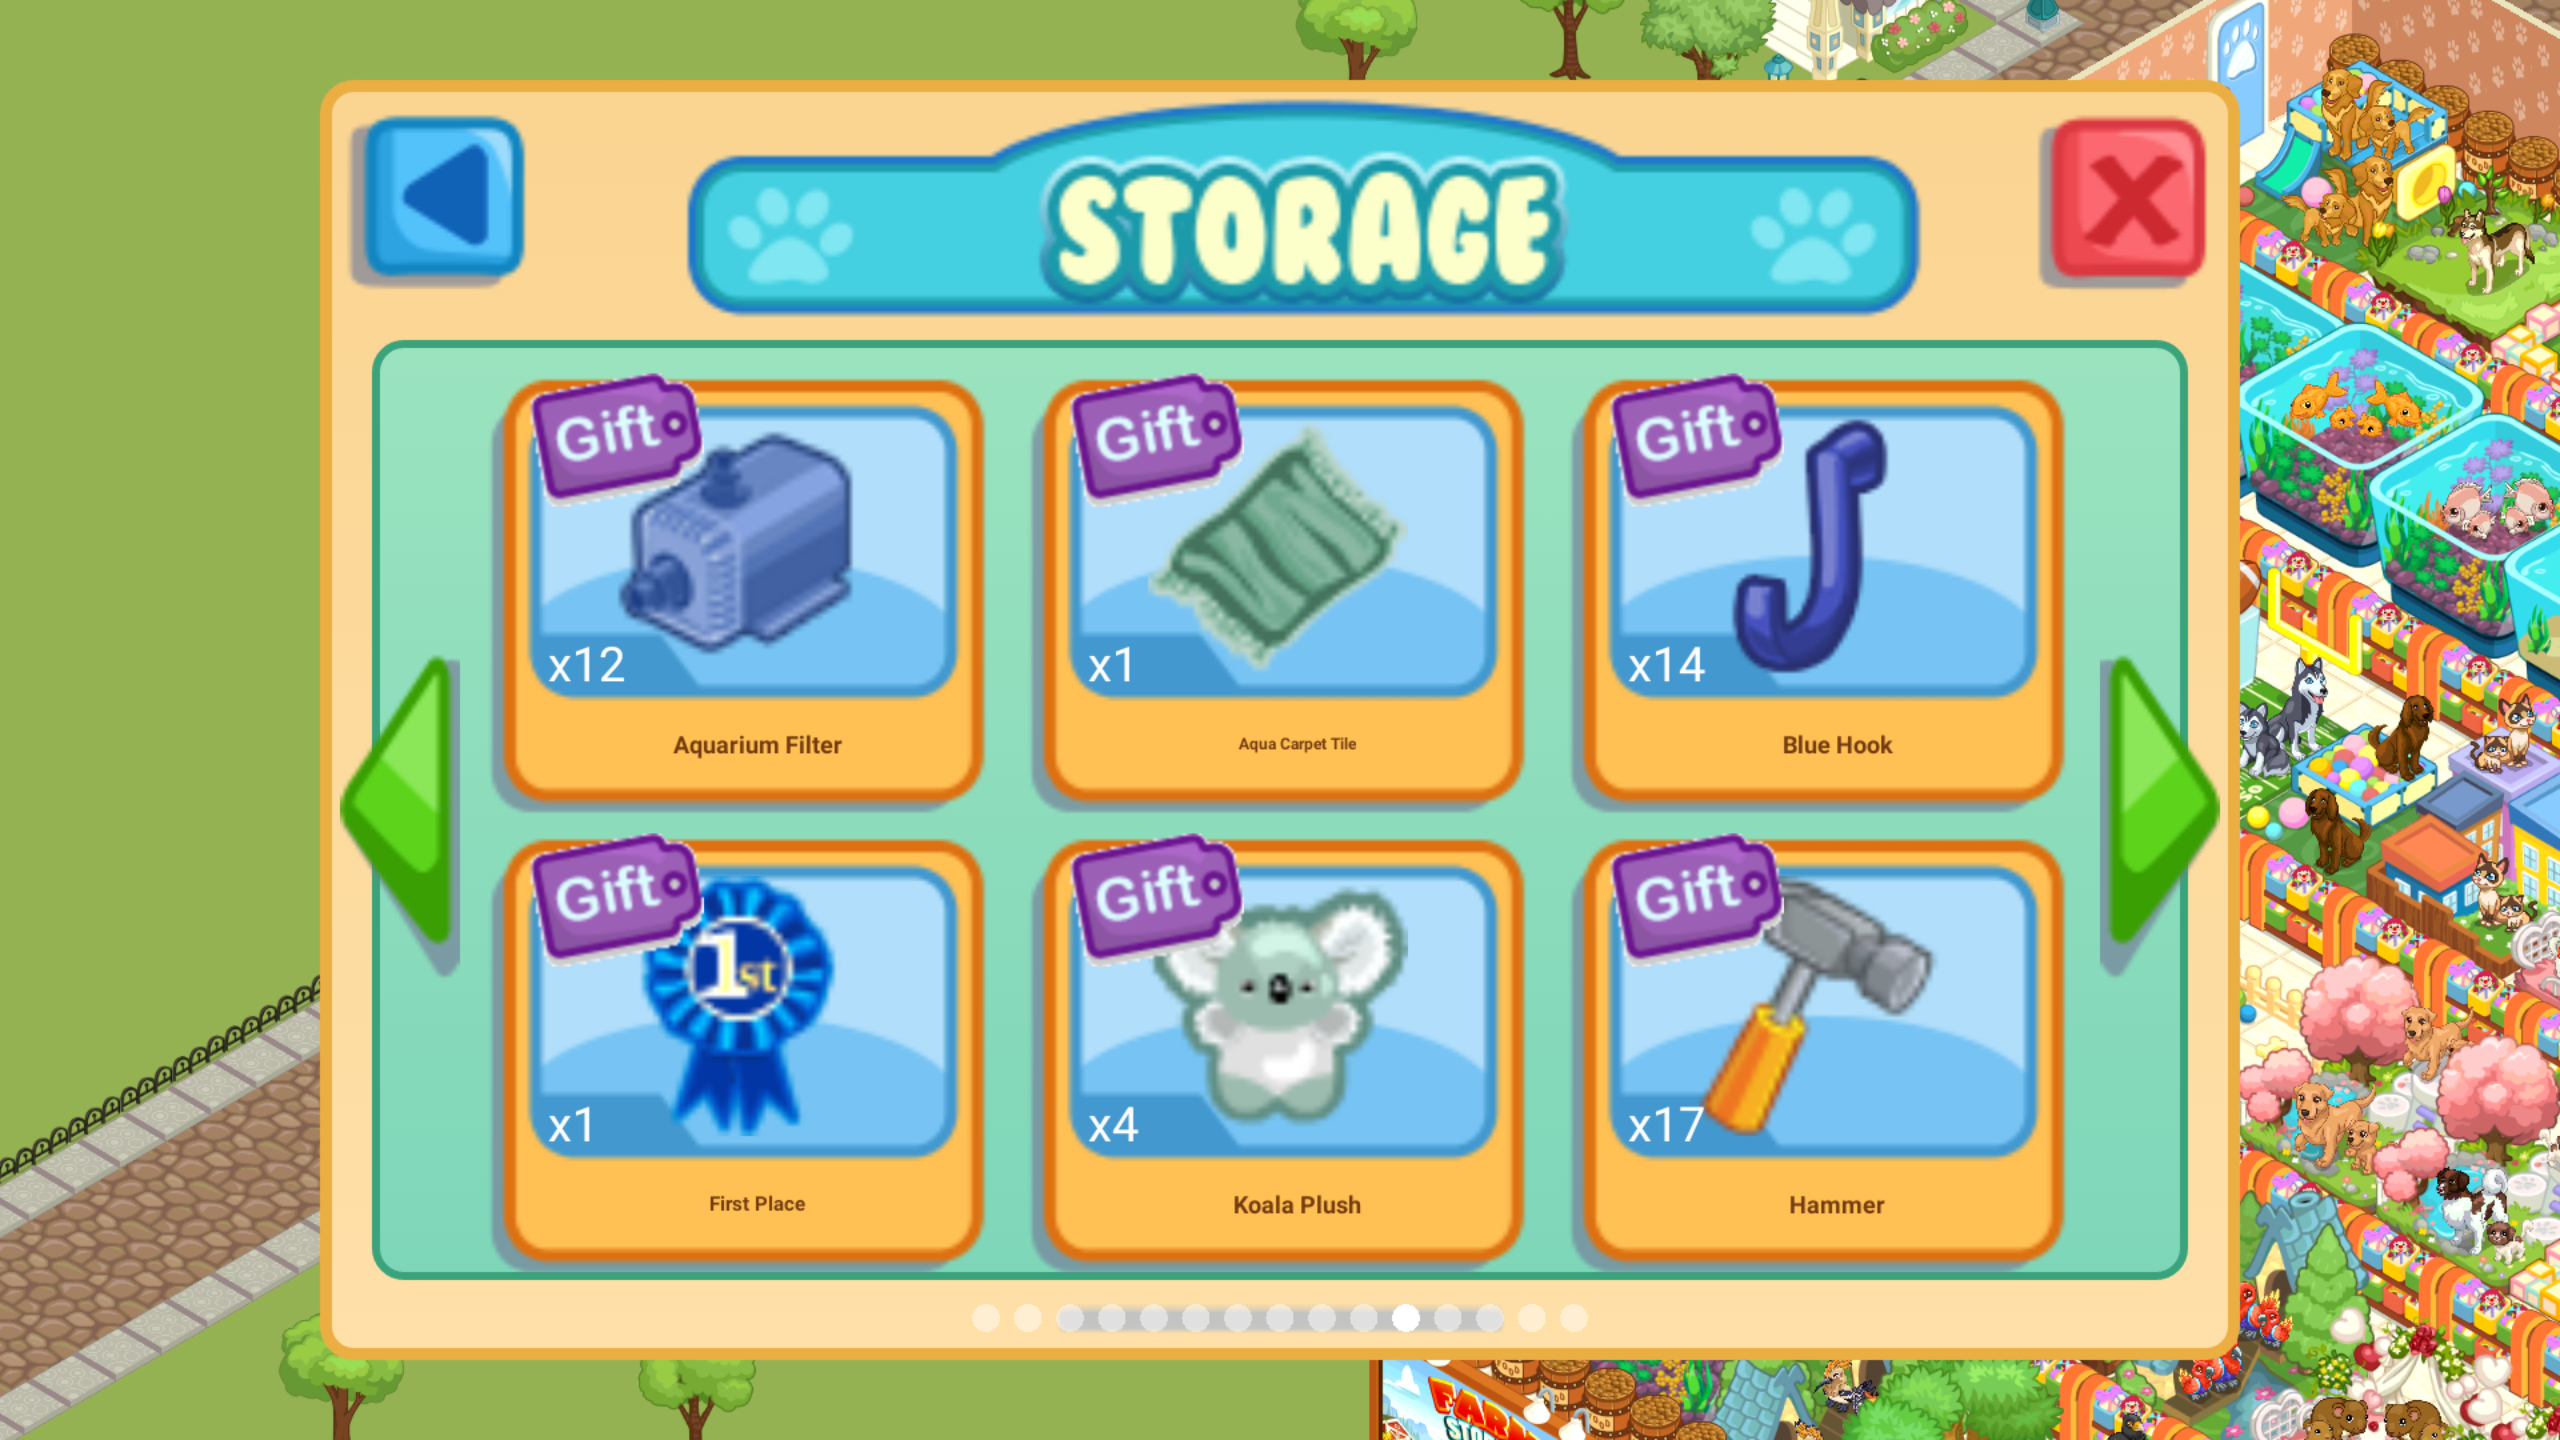 STORAGE
Gift
x12
Aquarium Filter
Gift
x1
Aqua Carpet Tile
Gift
x14
Blue Hook
Gift
1st
x1
First Place
Gift
x4
Koala Plush
Gift
x17
Hammer